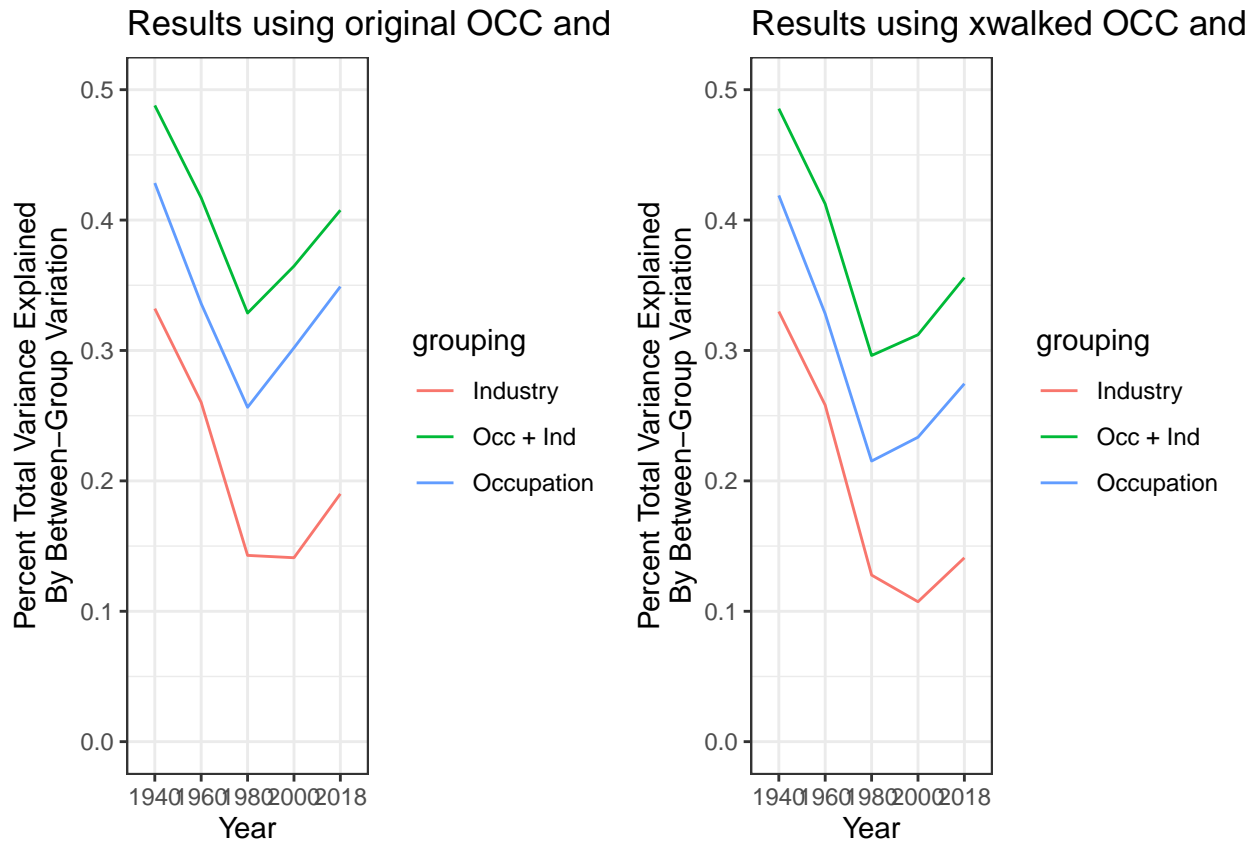 Results using original OCC and
Percent Total Variance Explained
By Between−Group Variation
0.5
0.4
0.3
0.2
0.1
0.0
1940 1960 1980 2000 2018
Year
grouping
Industry
Occ + Ind
Occupation
Results using xwalked OCC and
Percent Total Variance Explained
By Between−Group Variation
0.5
0.4
0.3
0.2
0.1
0.0
1940 1960 1980 2000 2018
Year
grouping
Industry
Occ + Ind
Occupation